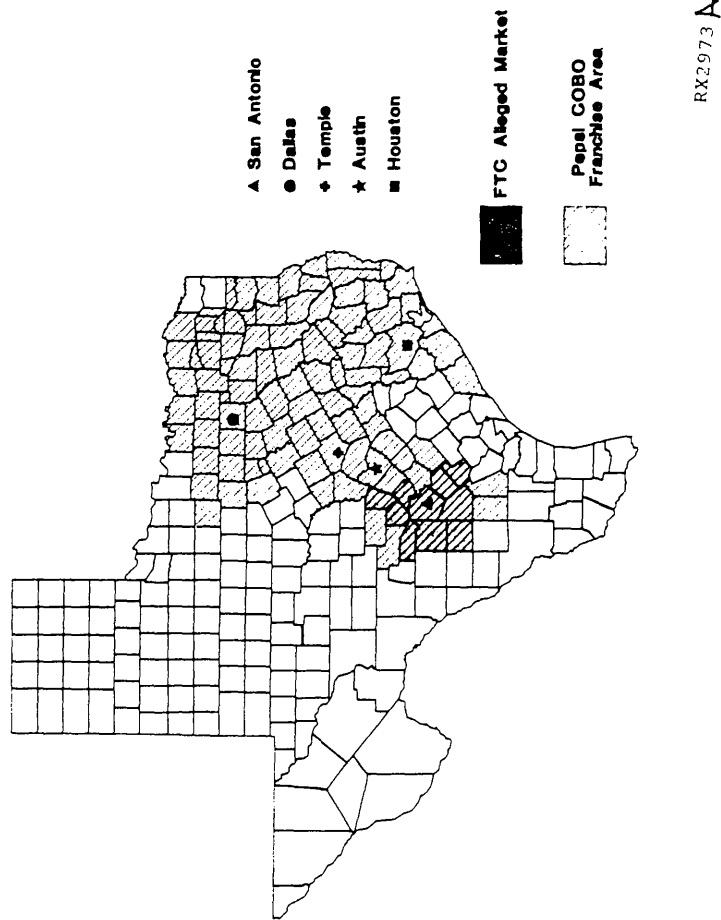 ▲ San Antonio
● Dallas
✚ Temple
★ Austin
■ Houston
FTC Alleged Market
Pepsi COBO
Franchise Area
RX2973 A